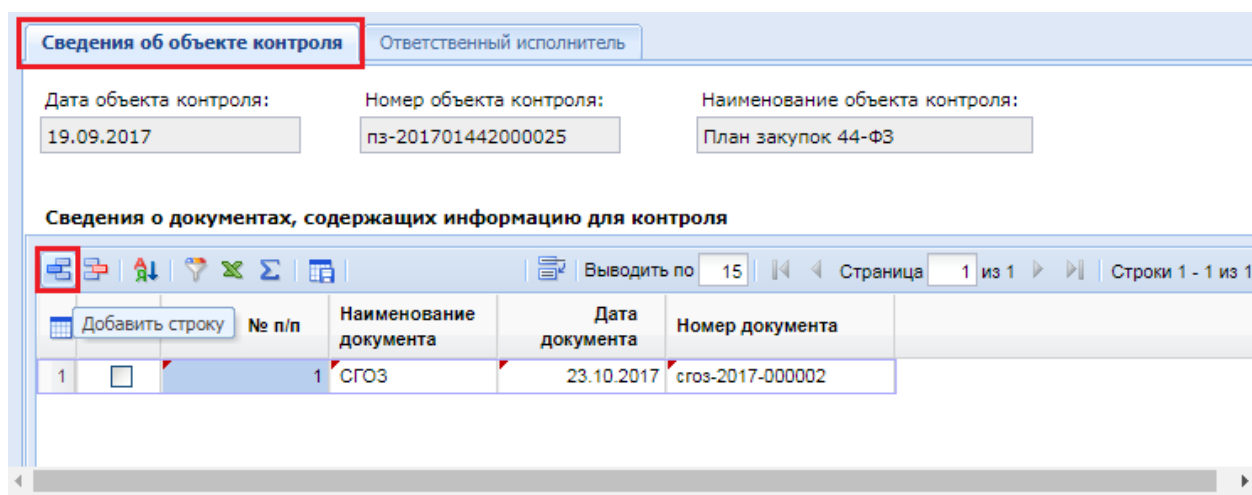 Сведения об объекте контроля Ответственный исполнитель
Дата объекта контроля: Номер объекта контроля: Наименование объекта контроля:
19.09.2017 пз-201701442000025 План закупок 44-ФЗ
Сведения о документах, содержащих информацию для контроля
Выводить по 15 Страница 1 из 1 Строки 1 - 1 из 1
Добавить строку № п/п Наименование документа Дата документа Номер документа
1 1 СГОЗ 23.10.2017 сгоз-2017-000002